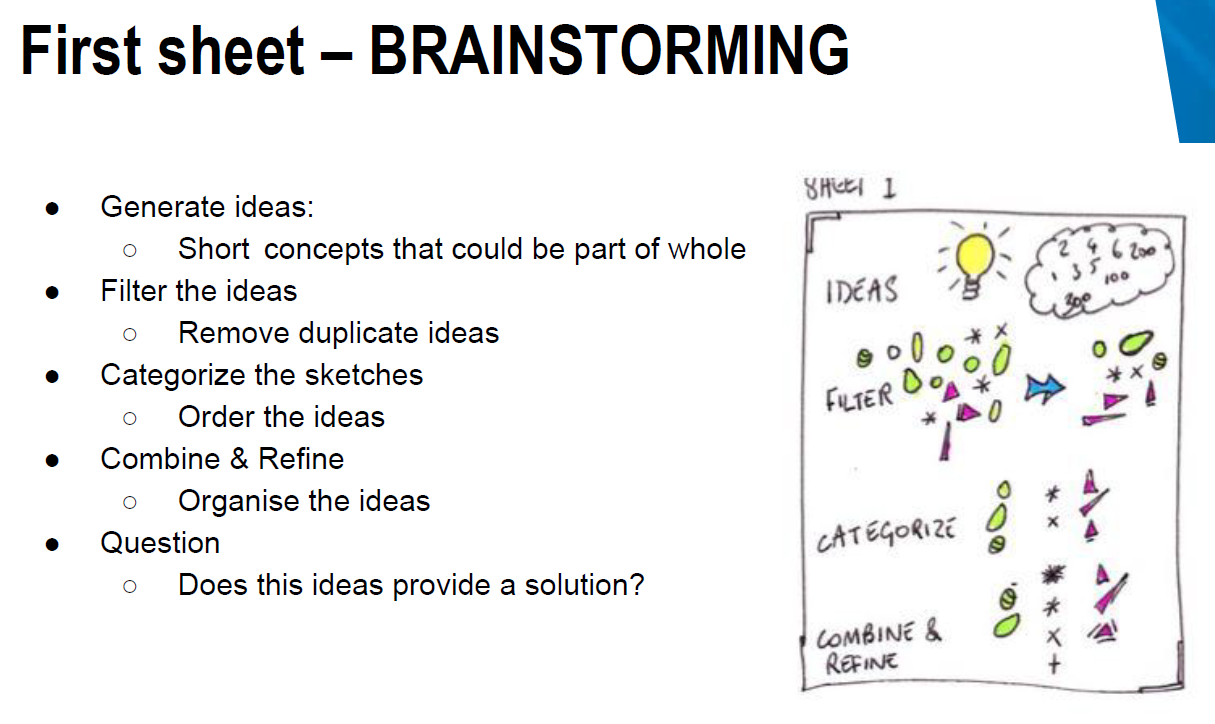 First sheet – BRAINSTORMING
● Generate ideas:
○ Short concepts that could be part of whole
● Filter the ideas
○ Remove duplicate ideas
● Categorize the sketches
○ Order the ideas
● Combine & Refine
○ Organise the ideas
● Question
○ Does this ideas provide a solution?
SHEET 1
IDEAS
2 4 6 200
1 3 5 100
300
FILTER
CATEGORIZE
COMBINE &
REFINE